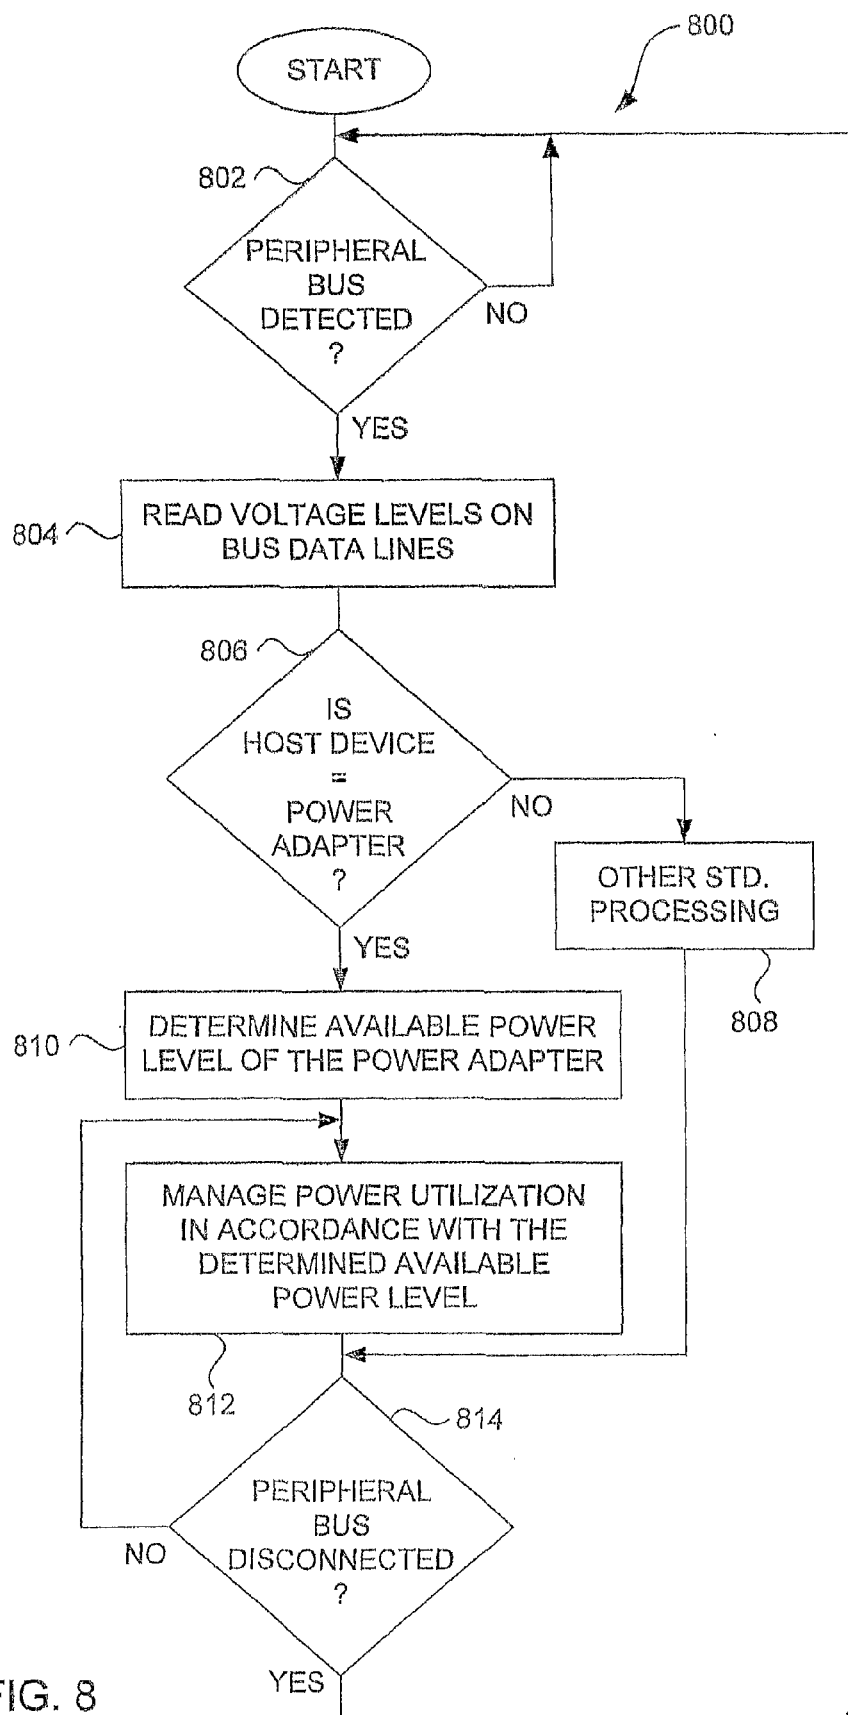 800
START
802
PERIPHERAL
BUS
DETECTED
?
NO
YES
804
READ VOLTAGE LEVELS ON
BUS DATA LINES
806
IS
HOST DEVICE
=
POWER
ADAPTER
?
NO
YES
OTHER STD.
PROCESSING
808
810
DETERMINE AVAILABLE POWER
LEVEL OF THE POWER ADAPTER
MANAGE POWER UTILIZATION
IN ACCORDANCE WITH THE
DETERMINED AVAILABLE
POWER LEVEL
812
814
PERIPHERAL
BUS
DISCONNECTED
?
NO
YES
FIG. 8